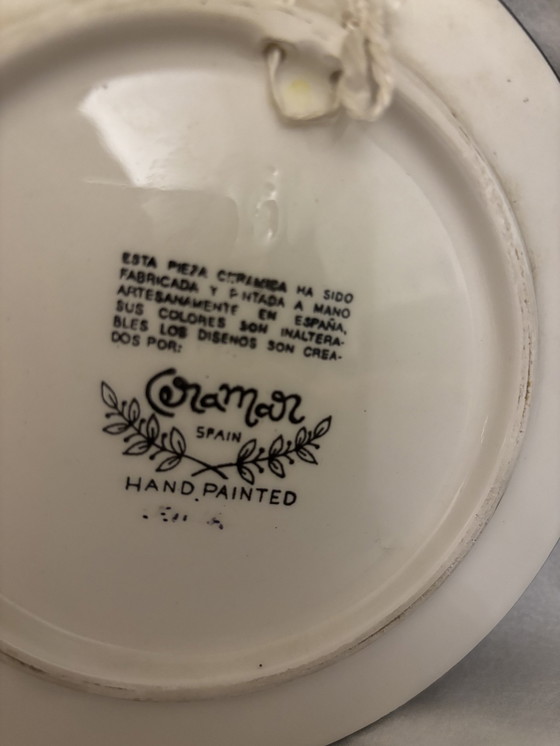 ESTA PIEZA CERAMICA HA SIDO
FABRICADA Y PINTADA A MANO
ARTESANAMENTE EN ESPAÑA,
SUS COLORES SON INALTERA-
BLES LOS DISEÑOS SON CREA-
DOS POR:
Ceramar
SPAIN
HAND PAINTED